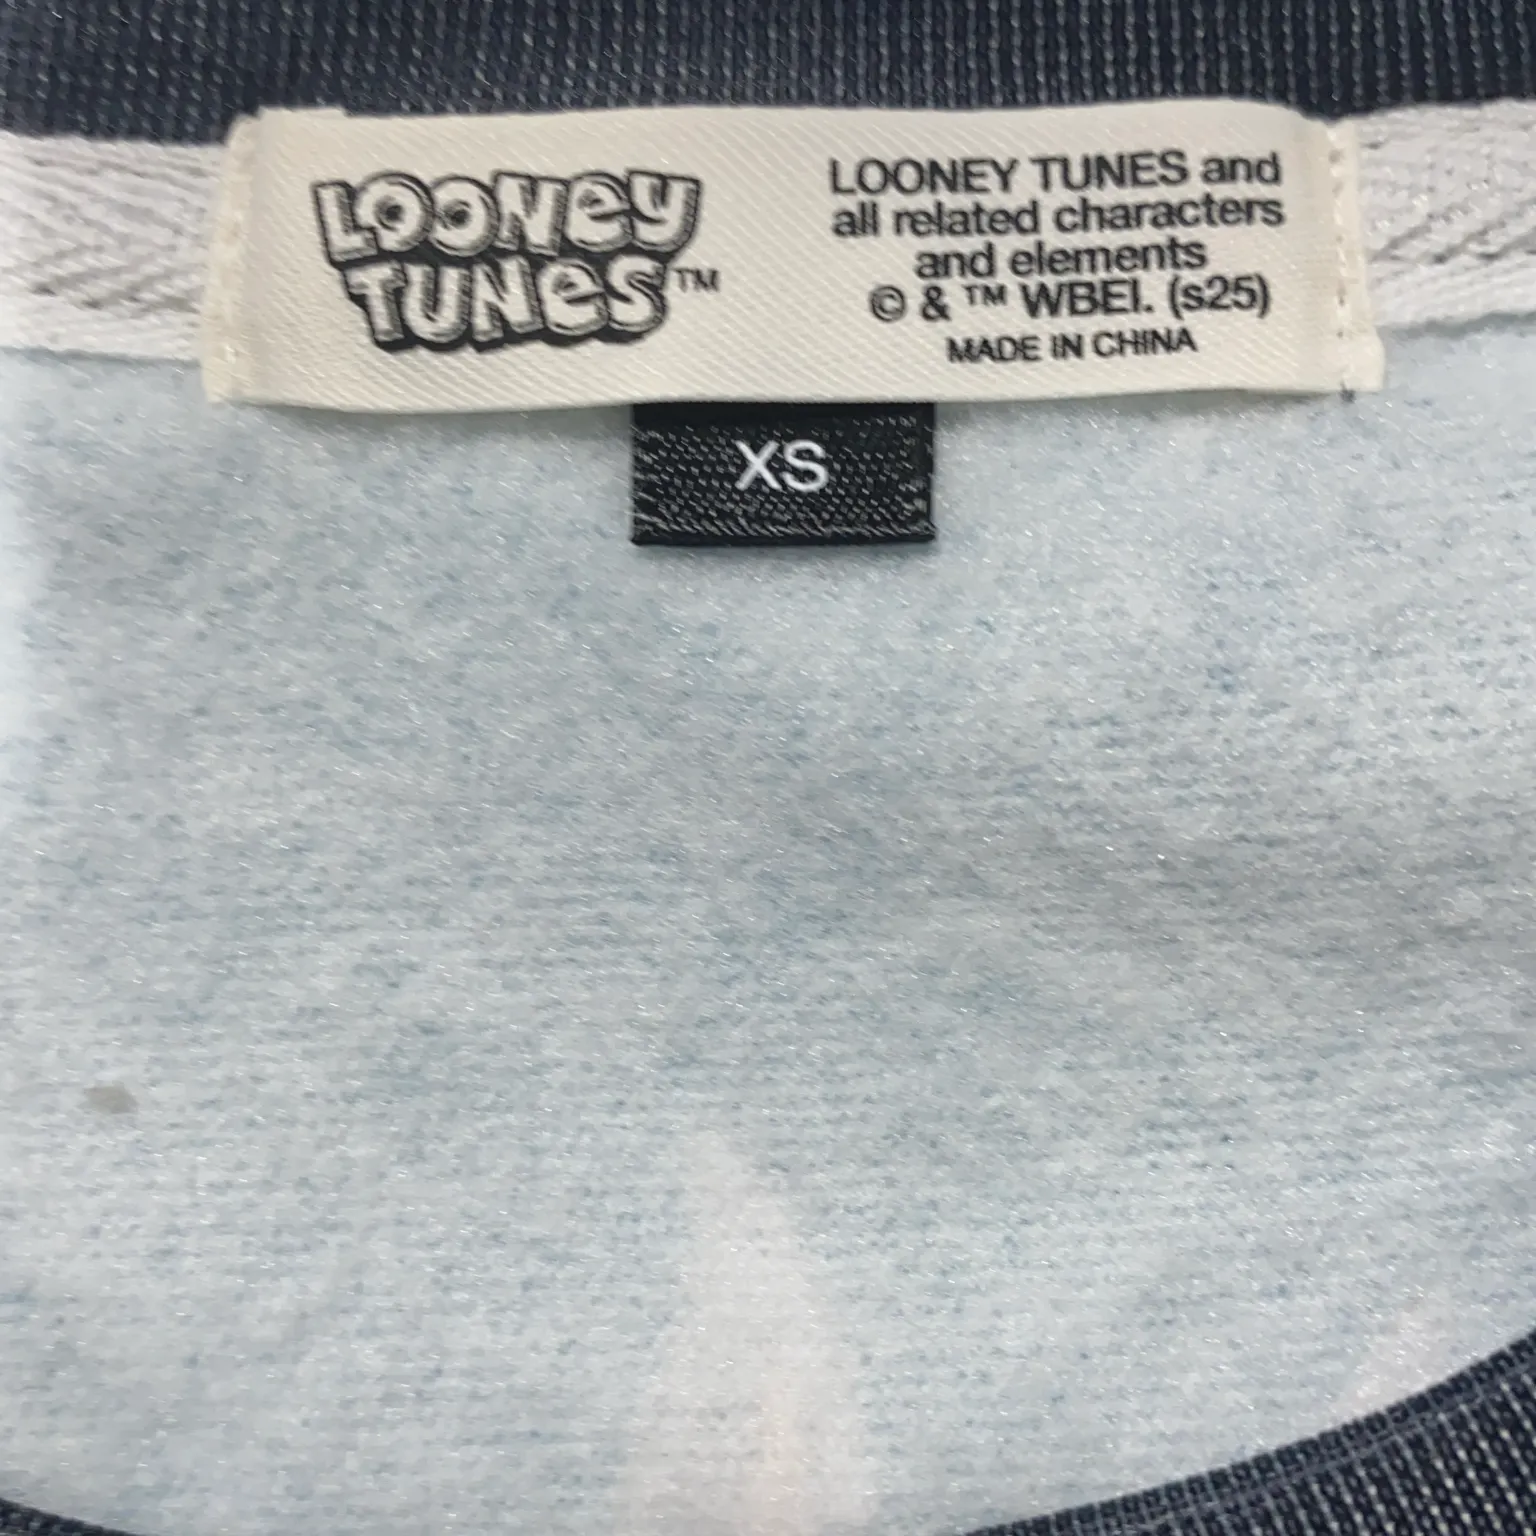 LOONEY
TUNES™
LOONEY TUNES and
all related characters
and elements
© & ™ WBEI. (s25)
MADE IN CHINA
XS